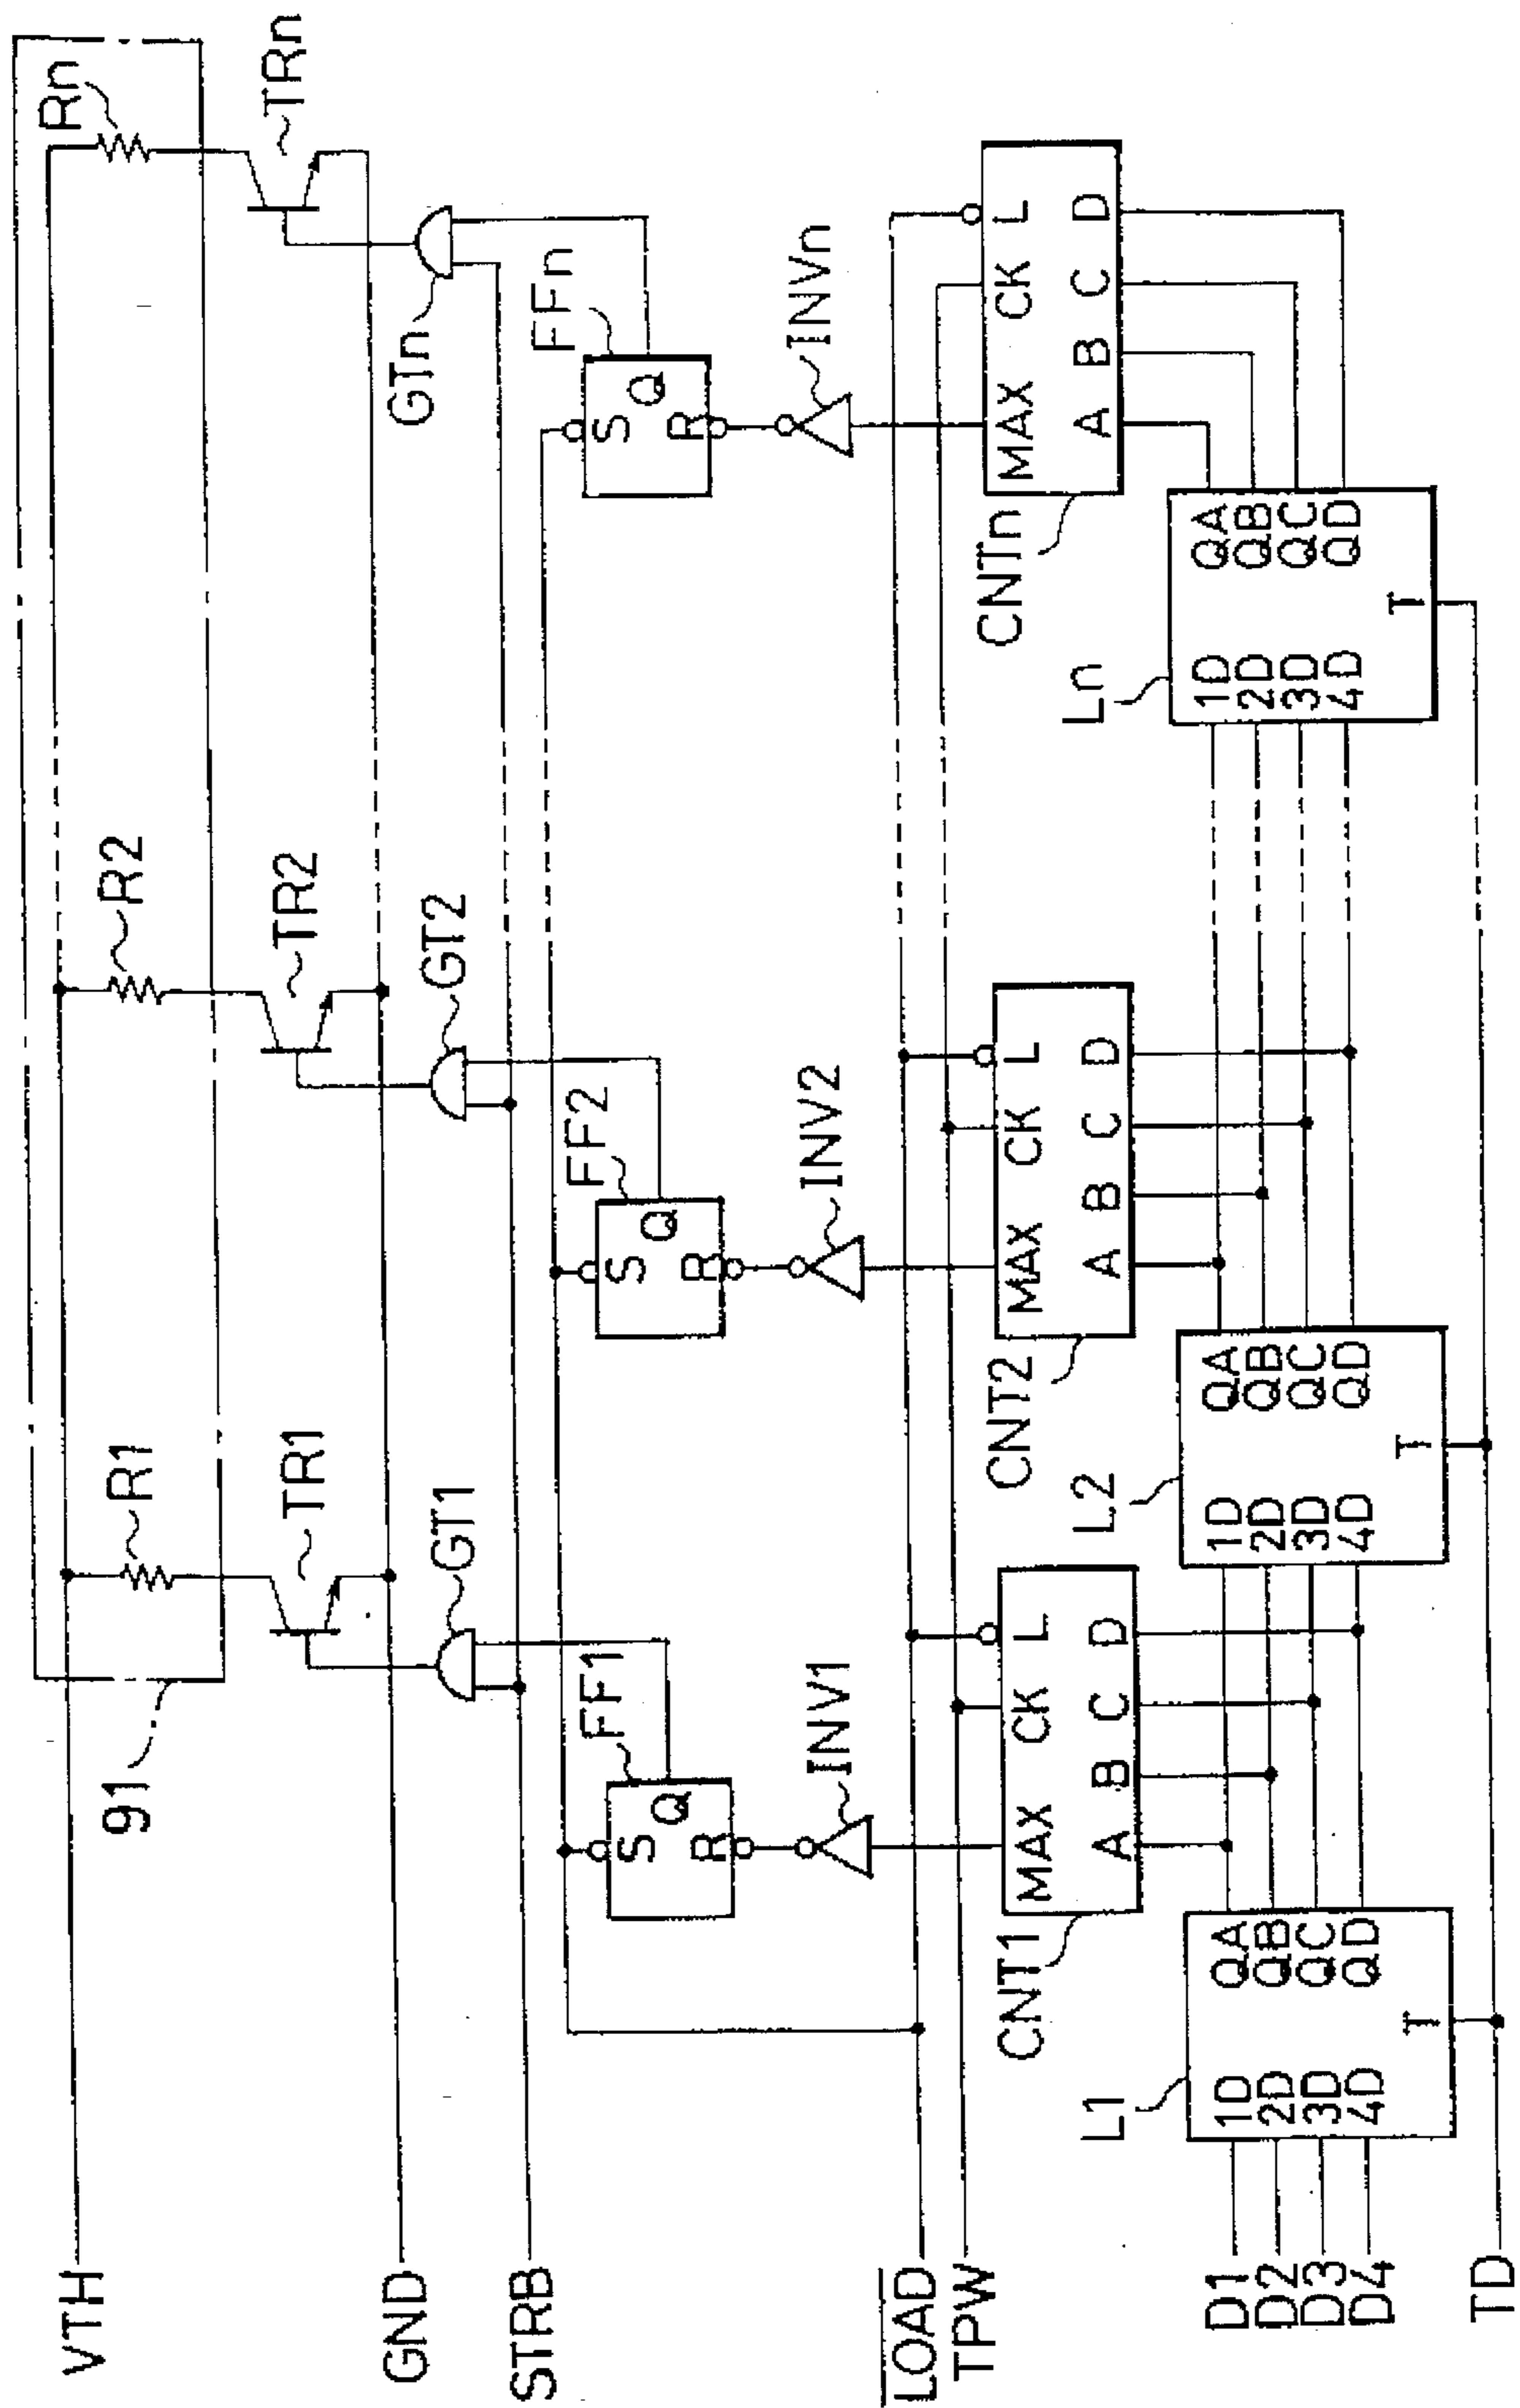 VTH
GND
STRB
LOAD
TPW
D1
D2
D3
D4
TD
91
R1
R2
Rn
TR1
TR2
TRn
GT1
GT2
GTn
FF1
S
Q
R
FF2
S
Q
R
FFn
S
Q
R
INV1
INV2
INVn
CNT1
MAX CK L
A B C D
CNT2
MAX CK L
A B C D
CNTn
MAX CK L
A B C D
L1
1D QA
2D QB
3D QC
4D QD
T
L2
1D QA
2D QB
3D QC
4D QD
T
Ln
1D QA
2D QB
3D QC
4D QD
T